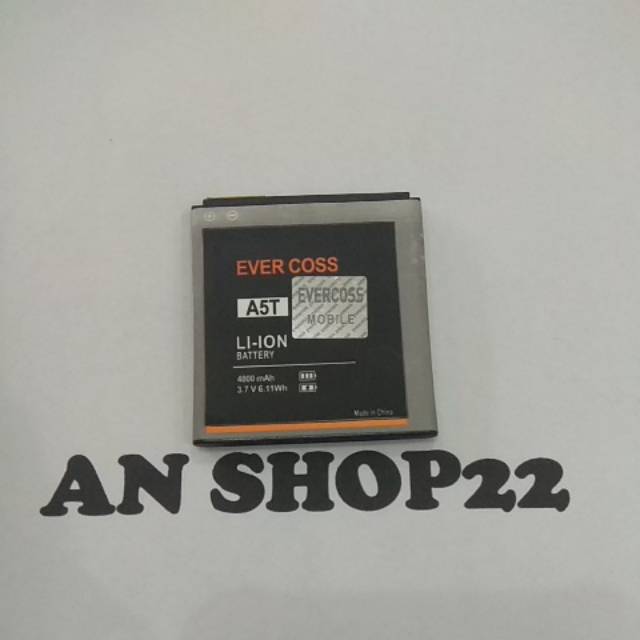 EVER COSS
A5T
EVERCOSS
MOBILE
LI-ION
BATTERY
4800 mAh
3.7 V 6.11Wh
Made in China
AN SHOP22